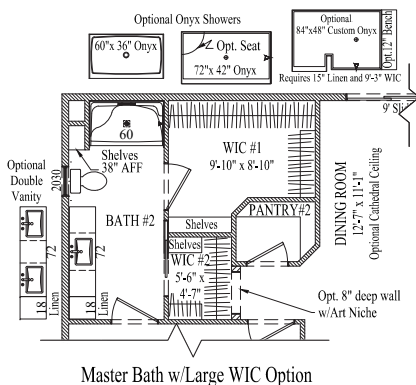 Optional Onyx Showers
60"x 36" Onyx
Opt. Seat
72"x 42" Onyx
Optional
84"x48" Custom Onyx
Opt.12" Bench
Requires 15" Linen and 9'-3" WIC
9' Sli
60
Shelves
38" AFF
2030
WIC #1
9'-10" x 8'-10"
Optional
Double
Vanity
BATH #2
Shelves
PANTRY#2
DINING ROOM
12'-7" x 11'-1"
Optional Cathedral Ceiling
72
18
Linen
72
18
Linen
Shelves
WIC #2
5'-6" x
4'-7"
Opt. 8" deep wall
w/Art Niche
Master Bath w/Large WIC Option